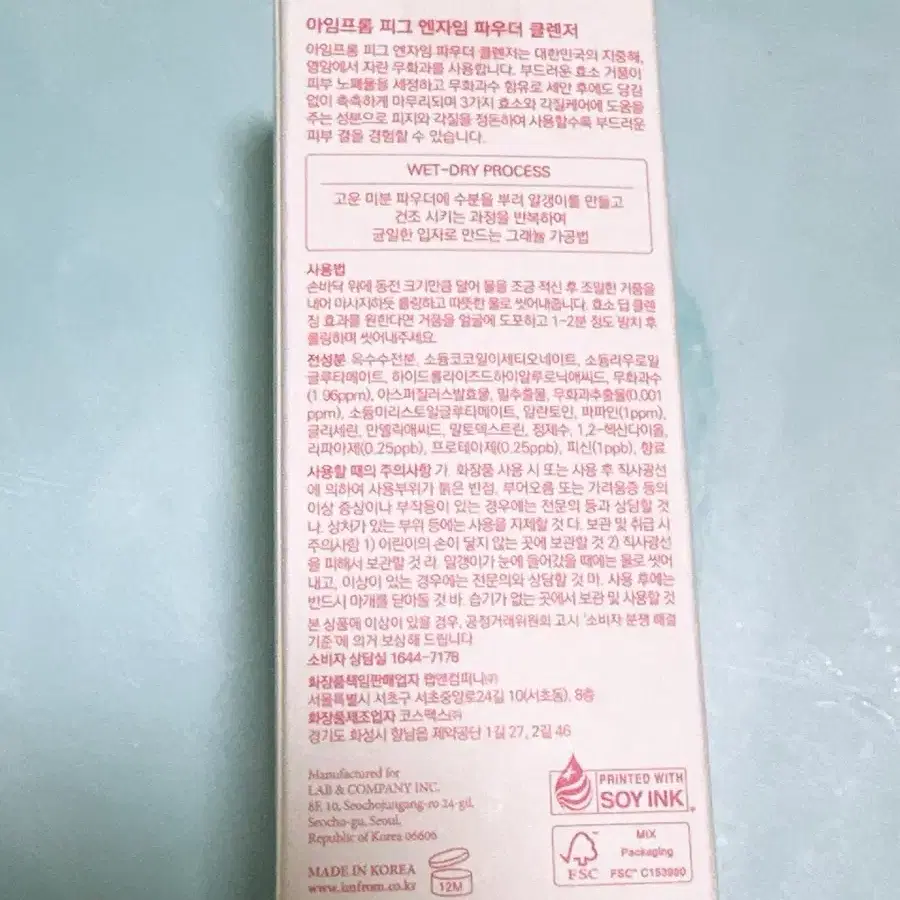 아임프롬 피그 엔자임 파우더 클렌저
아임프롬 피그 엔자임 파우더 클렌저는 대한민국의 지중해,
영암에서 자란 무화과를 사용합니다. 부드러운 효소 거품이
피부 노폐물을 세정하고 무화과수 함유로 세안 후에도 당김
없이 촉촉하게 마무리되며 3가지 효소와 각질케어에 도움을
주는 성분으로 피지와 각질을 정돈하여 사용할수록 부드러운
피부 결을 경험할 수 있습니다.
WET-DRY PROCESS
고운 미분 파우더에 수분을 뿌려 알갱이를 만들고
건조 시키는 과정을 반복하여
균일한 입자로 만드는 그래뉼 가공법
사용법
손바닥 위에 동전 크기만큼 덜어 물을 조금 적신 후 조밀한 거품을
내어 마사지하듯 롤링하고 따뜻한 물로 씻어내줍니다. 효소 딥 클렌
징 효과를 원한다면 거품을 얼굴에 도포하고 1-2분 정도 방치 후
롤링하며 씻어내주세요.
전성분 옥수수전분, 소듐코코일이세티오네이트, 소듐라우로일
글루타메이트, 하이드롤라이즈드하이알루로닉애씨드, 무화과수
(1.96ppm), 아스퍼질러스발효물, 밀추출물, 무화과추출물(0.001
ppm), 소듐미리스토일글루타메이트, 알란토인, 파파인(1ppm),
글리세린, 만델릭애씨드, 말토덱스트린, 정제수, 1,2-헥산다이올,
리파아제(0.25ppb), 프로테아제(0.25ppb), 피신(1ppb), 향료
사용할 때의 주의사항 가. 화장품 사용 시 또는 사용 후 직사광선
에 의하여 사용부위가 붉은 반점, 부어오름 또는 가려움증 등의
이상 증상이나 부작용이 있는 경우에는 전문의 등과 상담할 것
나. 상처가 있는 부위 등에는 사용을 자제할 것 다. 보관 및 취급 시
주의사항 1) 어린이의 손이 닿지 않는 곳에 보관할 것 2) 직사광선
을 피해서 보관할 것 라. 알갱이가 눈에 들어갔을 때에는 물로 씻어
내고, 이상이 있는 경우에는 전문의와 상담할 것 마. 사용 후에는
반드시 마개를 닫아둘 것 바. 습기가 없는 곳에서 보관 및 사용할 것
본 상품에 이상이 있을 경우, 공정거래위원회 고시 '소비자 분쟁 해결
기준'에 의거 보상해 드립니다.
소비자 상담실 1644-7178
화장품책임판매업자 랩앤컴퍼니㈜
서울특별시 서초구 서초중앙로24길 10(서초동), 8층
화장품제조업자 코스맥스㈜
경기도 화성시 향남읍 제약공단 1길 27, 2길 46
Manufactured for
LAB & COMPANY INC.
8F, 10, Seochojungang-ro 24-gil,
Seocho-gu, Seoul,
Republic of Korea 06606
MADE IN KOREA
www.imfrom.co.kr
12M
PRINTED WITH
SOY INK
FSC
MIX
Packaging
FSC™ C153990